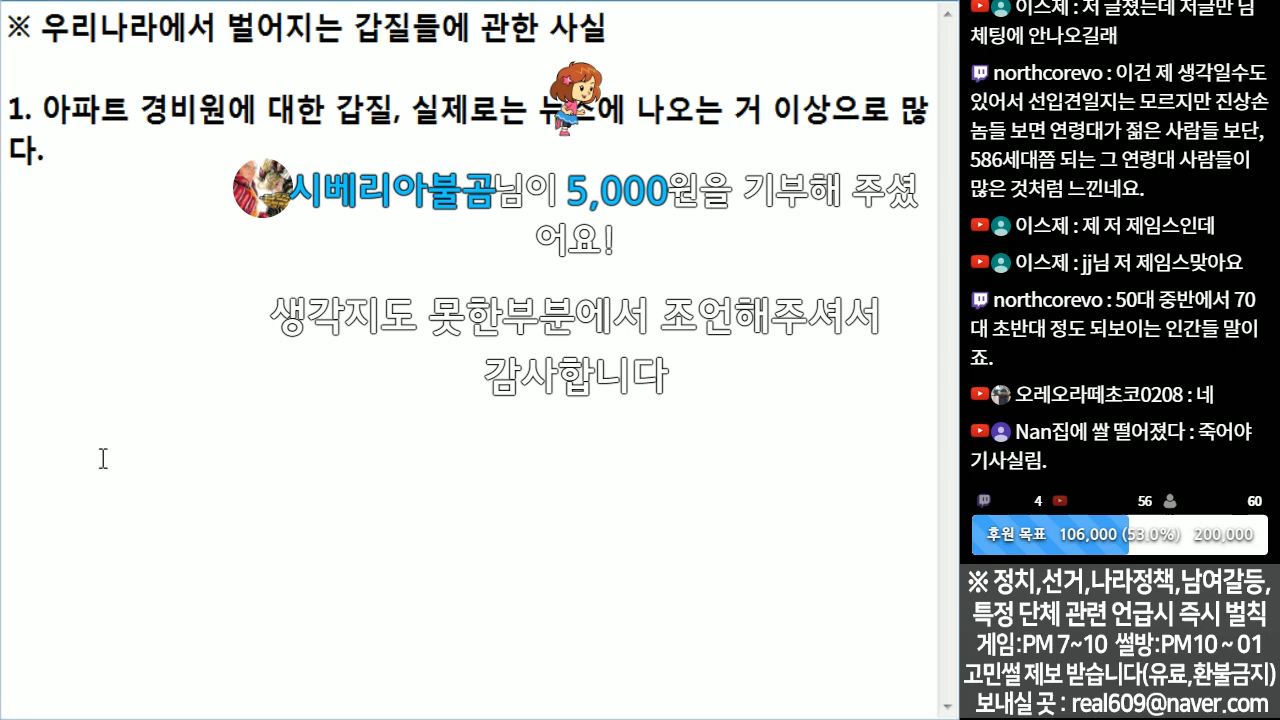 ※ 우리나라에서 벌어지는 갑질들에 관한 사실
1. 아파트 경비원에 대한 갑질, 실제로는 뉴스에 나오는 거 이상으로 많
다.
시베리아불곰님이 5,000원을 기부해 주셨
어요!
생각지도 못한부분에서 조언해주셔서
감사합니다
이스제 : 저 글쳤는데 저글만 님
체팅에 안나오길래
northcorevo : 이건 제 생각일수도
있어서 선입견일지는 모르지만 진상손
놈들 보면 연령대가 젊은 사람들 보단,
586세대쯤 되는 그 연령대 사람들이
많은 것처럼 느낀네요.
이스제 : 제 저 제임스인데
이스제 : jj님 저 제임스맞아요
northcorevo : 50대 중반에서 70
대 초반대 정도 되보이는 인간들 말이
죠.
오레오라떼초코0208 : 네
Nan집에 쌀 떨어졌다 : 죽어야
기사실림.
4 56 60
후원 목표 106,000 (53.0%) 200,000
※ 정치,선거,나라정책,남여갈등,
특정 단체 관련 언급시 즉시 벌칙
게임:PM 7~10 썰방:PM10 ~ 01
고민썰 제보 받습니다(유료,환불금지)
보내실 곳 : real609@naver.com